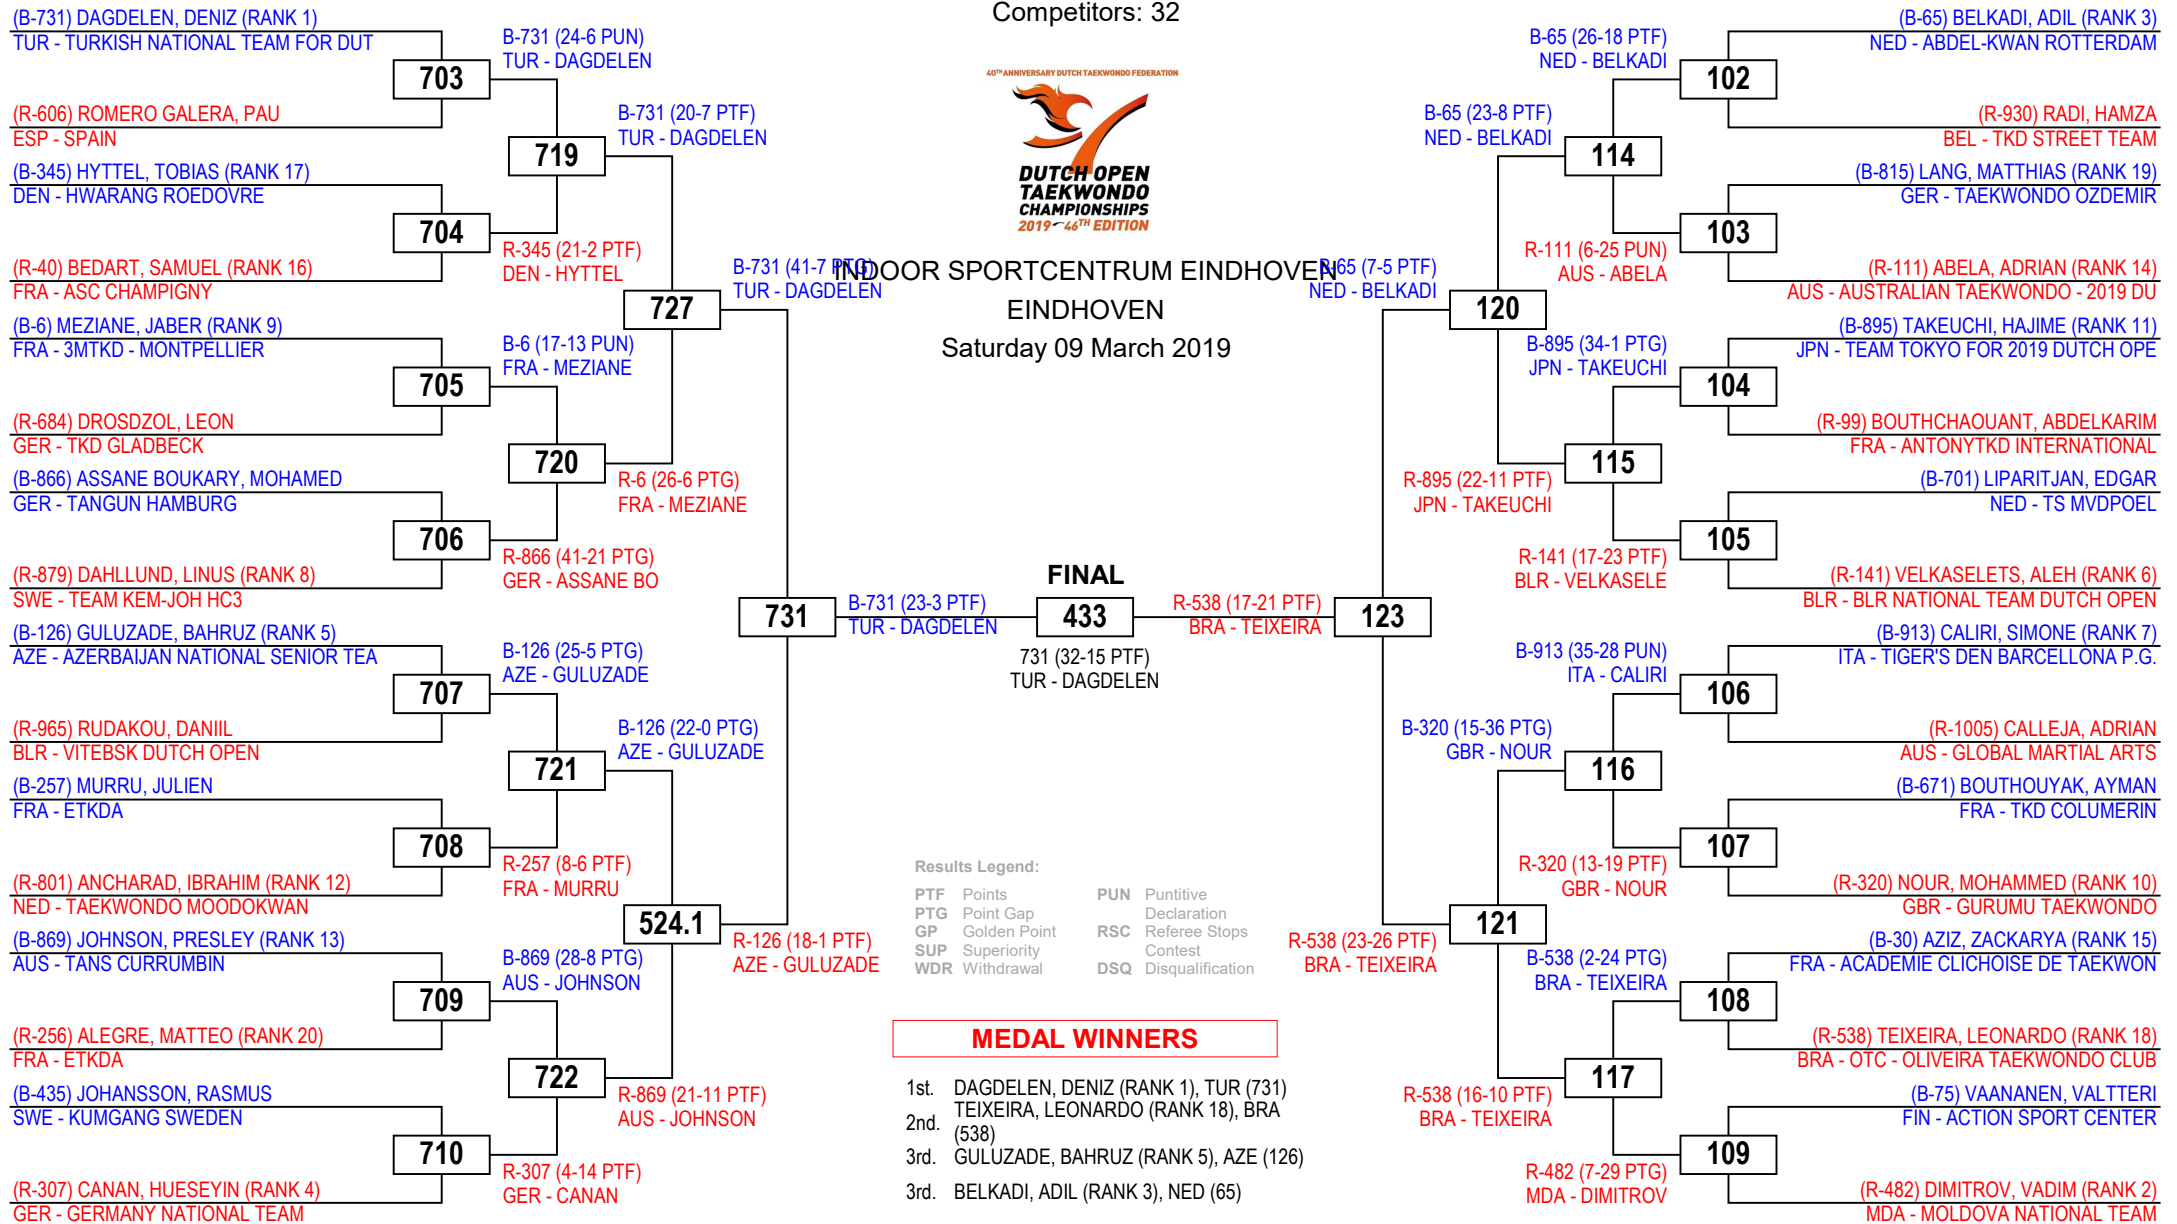 Competitors: 32
40TH ANNIVERSARY DUTCH TAEKWONDO FEDERATION
DUTCH OPEN
TAEKWONDO
CHAMPIONSHIPS
2019 46TH EDITION
INDOOR SPORTCENTRUM EINDHOVEN
EINDHOVEN
Saturday 09 March 2019
(B-731) DAGDELEN, DENIZ (RANK 1)
TUR - TURKISH NATIONAL TEAM FOR DUT
703
(R-606) ROMERO GALERA, PAU
ESP - SPAIN
(B-345) HYTTEL, TOBIAS (RANK 17)
DEN - HWARANG ROEDOVRE
704
(R-40) BEDART, SAMUEL (RANK 16)
FRA - ASC CHAMPIGNY
(B-6) MEZIANE, JABER (RANK 9)
FRA - 3MTKD - MONTPELLIER
705
(R-684) DROSDZOL, LEON
GER - TKD GLADBECK
(B-866) ASSANE BOUKARY, MOHAMED
GER - TANGUN HAMBURG
706
(R-879) DAHLLUND, LINUS (RANK 8)
SWE - TEAM KEM-JOH HC3
(B-126) GULUZADE, BAHRUZ (RANK 5)
AZE - AZERBAIJAN NATIONAL SENIOR TEA
707
(R-965) RUDAKOU, DANIIL
BLR - VITEBSK DUTCH OPEN
(B-257) MURRU, JULIEN
FRA - ETKDA
708
(R-801) ANCHARAD, IBRAHIM (RANK 12)
NED - TAEKWONDO MOODOKWAN
(B-869) JOHNSON, PRESLEY (RANK 13)
AUS - TANS CURRUMBIN
709
(R-256) ALEGRE, MATTEO (RANK 20)
FRA - ETKDA
(B-435) JOHANSSON, RASMUS
SWE - KUMGANG SWEDEN
710
(R-307) CANAN, HUESEYIN (RANK 4)
GER - GERMANY NATIONAL TEAM
B-731 (24-6 PUN)
TUR - DAGDELEN
719
R-345 (21-2 PTF)
DEN - HYTTEL
B-6 (17-13 PUN)
FRA - MEZIANE
720
R-866 (41-21 PTG)
GER - ASSANE BO
B-126 (25-5 PTG)
AZE - GULUZADE
721
R-257 (8-6 PTF)
FRA - MURRU
B-869 (28-8 PTG)
AUS - JOHNSON
722
R-307 (4-14 PTF)
GER - CANAN
B-731 (20-7 PTF)
TUR - DAGDELEN
727
R-6 (26-6 PTG)
FRA - MEZIANE
B-126 (22-0 PTG)
AZE - GULUZADE
524.1
R-869 (21-11 PTF)
AUS - JOHNSON
B-731 (41-7 PTG)
TUR - DAGDELEN
731
R-126 (18-1 PTF)
AZE - GULUZADE
B-731 (23-3 PTF)
TUR - DAGDELEN
FINAL
433
731 (32-15 PTF)
TUR - DAGDELEN
R-538 (17-21 PTF)
BRA - TEIXEIRA
B-65 (7-5 PTF)
NED - BELKADI
123
R-538 (23-26 PTF)
BRA - TEIXEIRA
B-65 (23-8 PTF)
NED - BELKADI
120
R-895 (22-11 PTF)
JPN - TAKEUCHI
B-320 (15-36 PTG)
GBR - NOUR
121
R-538 (16-10 PTF)
BRA - TEIXEIRA
B-65 (26-18 PTF)
NED - BELKADI
114
R-111 (6-25 PUN)
AUS - ABELA
B-895 (34-1 PTG)
JPN - TAKEUCHI
115
R-141 (17-23 PTF)
BLR - VELKASELE
B-913 (35-28 PUN)
ITA - CALIRI
116
R-320 (13-19 PTF)
GBR - NOUR
B-538 (2-24 PTG)
BRA - TEIXEIRA
117
R-482 (7-29 PTG)
MDA - DIMITROV
(B-65) BELKADI, ADIL (RANK 3)
NED - ABDEL-KWAN ROTTERDAM
102
(R-930) RADI, HAMZA
BEL - TKD STREET TEAM
(B-815) LANG, MATTHIAS (RANK 19)
GER - TAEKWONDO OZDEMIR
103
(R-111) ABELA, ADRIAN (RANK 14)
AUS - AUSTRALIAN TAEKWONDO - 2019 DU
(B-895) TAKEUCHI, HAJIME (RANK 11)
JPN - TEAM TOKYO FOR 2019 DUTCH OPE
104
(R-99) BOUTHCHAOUANT, ABDELKARIM
FRA - ANTONYTKD INTERNATIONAL
(B-701) LIPARITJAN, EDGAR
NED - TS MVDPOEL
105
(R-141) VELKASELETS, ALEH (RANK 6)
BLR - BLR NATIONAL TEAM DUTCH OPEN
(B-913) CALIRI, SIMONE (RANK 7)
ITA - TIGER'S DEN BARCELLONA P.G.
106
(R-1005) CALLEJA, ADRIAN
AUS - GLOBAL MARTIAL ARTS
(B-671) BOUTHOUYAK, AYMAN
FRA - TKD COLUMERIN
107
(R-320) NOUR, MOHAMMED (RANK 10)
GBR - GURUMU TAEKWONDO
(B-30) AZIZ, ZACKARYA (RANK 15)
FRA - ACADEMIE CLICHOISE DE TAEKWON
108
(R-538) TEIXEIRA, LEONARDO (RANK 18)
BRA - OTC - OLIVEIRA TAEKWONDO CLUB
(B-75) VAANANEN, VALTTERI
FIN - ACTION SPORT CENTER
109
(R-482) DIMITROV, VADIM (RANK 2)
MDA - MOLDOVA NATIONAL TEAM
Results Legend:
PTF Points PUN Puntitive
PTG Point Gap Declaration
GP Golden Point RSC Referee Stops
SUP Superiority Contest
WDR Withdrawal DSQ Disqualification
MEDAL WINNERS
1st. DAGDELEN, DENIZ (RANK 1), TUR (731)
2nd. TEIXEIRA, LEONARDO (RANK 18), BRA
(538)
3rd. GULUZADE, BAHRUZ (RANK 5), AZE (126)
3rd. BELKADI, ADIL (RANK 3), NED (65)